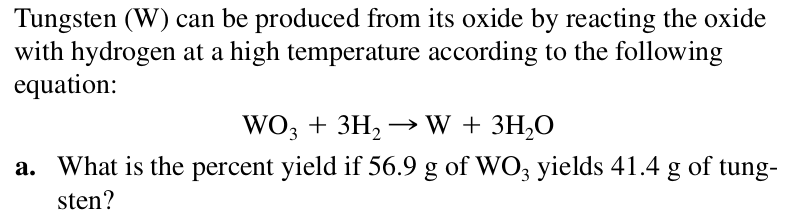 Tungsten (W) can be produced from its oxide by reacting the oxide
with hydrogen at a high temperature according to the following
equation:
WO₃ + 3H₂ → W + 3H₂O
a. What is the percent yield if 56.9 g of WO₃ yields 41.4 g of tung-
sten?